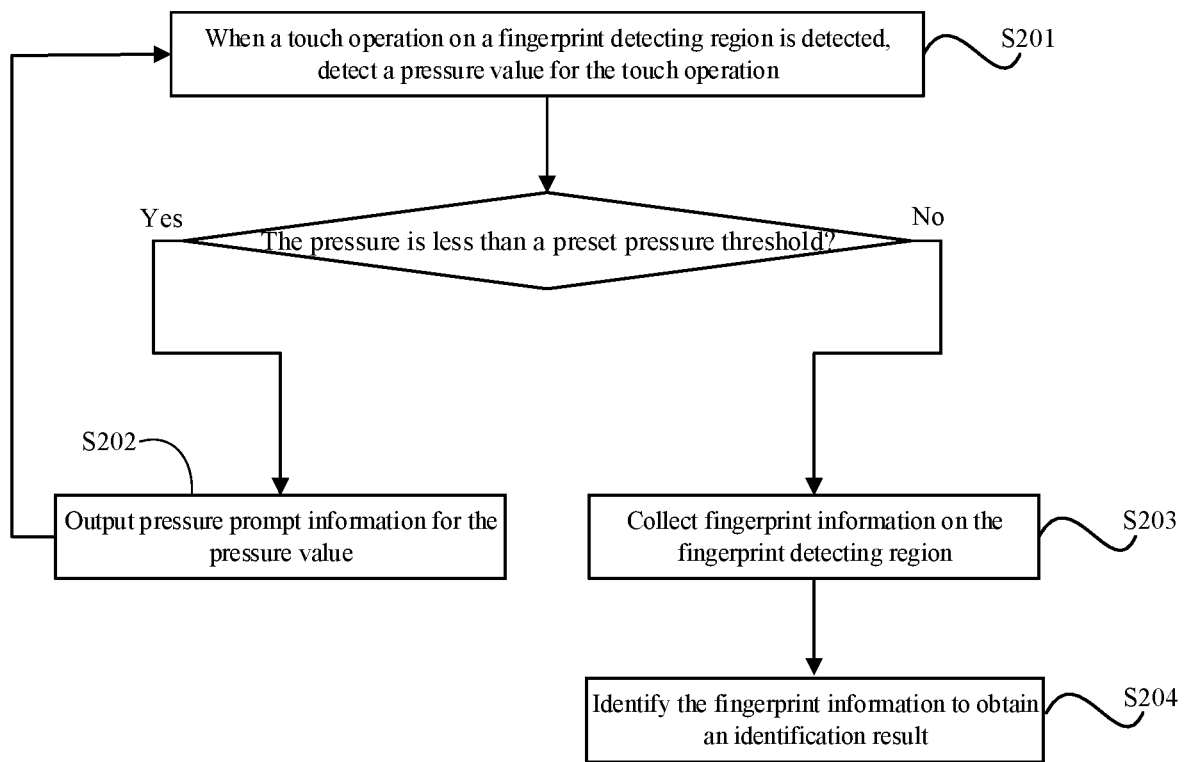 When a touch operation on a fingerprint detecting region is detected,
detect a pressure value for the touch operation
S201
Yes
No
The pressure is less than a preset pressure threshold?
S202
Output pressure prompt information for the
pressure value
Collect fingerprint information on the
fingerprint detecting region
S203
Identify the fingerprint information to obtain
an identification result
S204